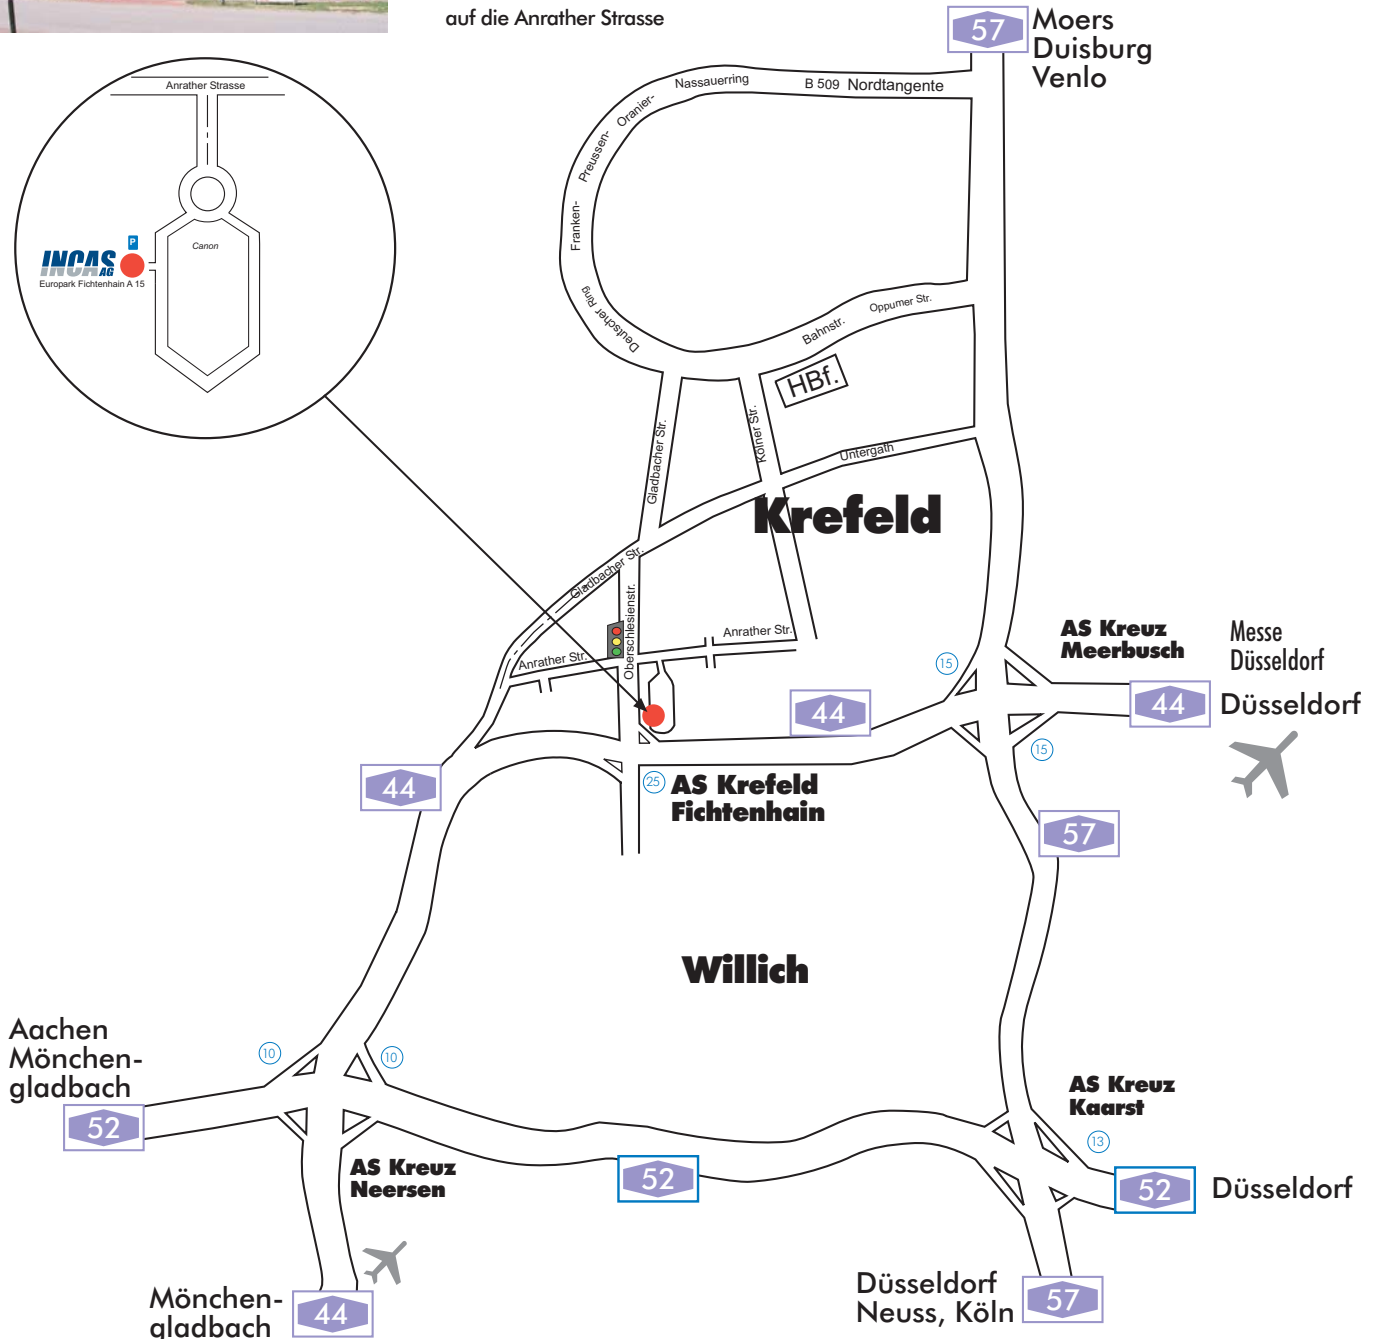 auf die Anrather Strasse
57
Moers
Duisburg
Venlo
Anrather Strasse
Canon
P
INCAS
AG
Europark Fichtenhain A 15
Nassauerring
B 509 Nordtangente
Oranier-
Preussen-
Franken-
Deutscher Ring
Oppumer Str.
Bahnstr.
HBf.
Gladbacher Str.
Kölner Str.
Untergath
Krefeld
Gladbacher Str.
Oberschlesienstr.
Anrather Str.
Anrather Str.
AS Kreuz
Meerbusch
Messe
Düsseldorf
15
44
44
Düsseldorf
15
44
25
AS Krefeld
Fichtenhain
57
Willich
Aachen
Mönchen-
gladbach
10
10
52
AS Kreuz
Kaarst
13
AS Kreuz
Neersen
52
52
Düsseldorf
Mönchen-
gladbach
44
Düsseldorf
Neuss, Köln
57